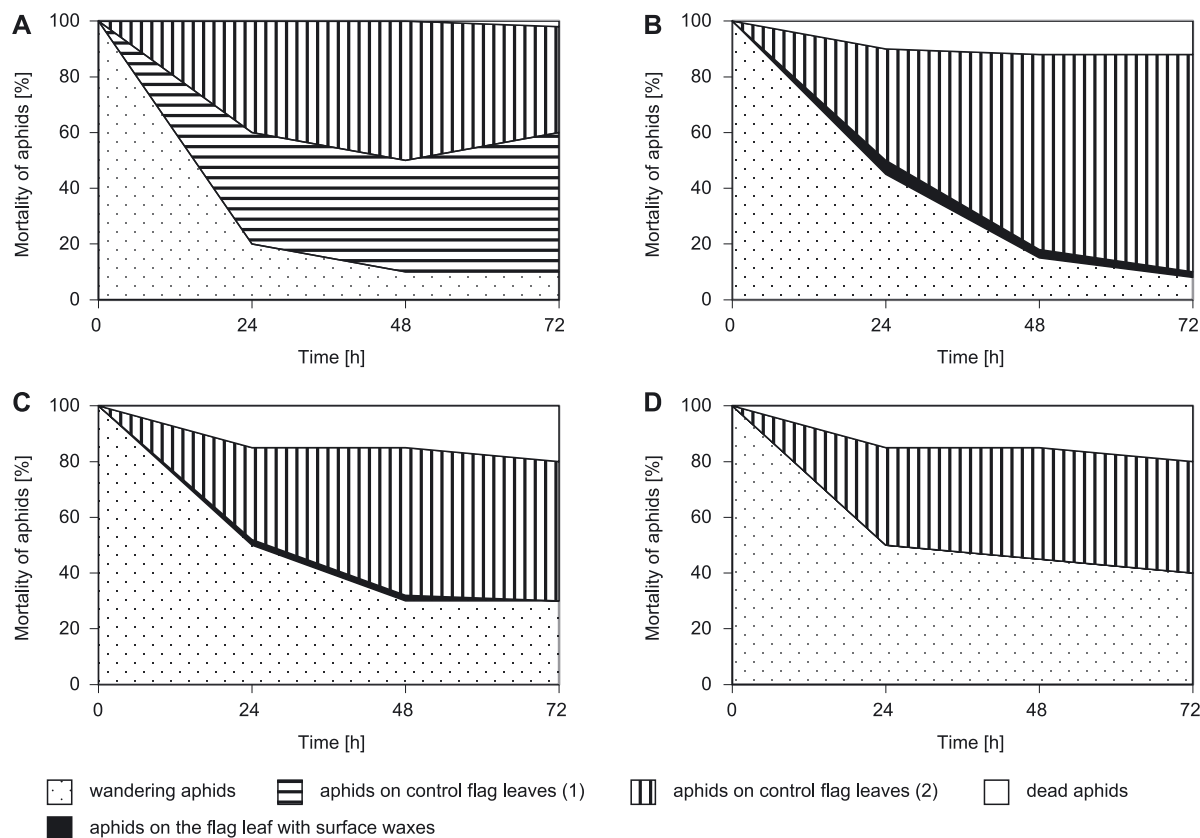 A
Mortality of aphids [%]
100
80
60
40
20
0
0 24 48 72
Time [h]
B
Mortality of aphids [%]
100
80
60
40
20
0
0 24 48 72
Time [h]
C
Mortality of aphids [%]
100
80
60
40
20
0
0 24 48 72
Time [h]
D
Mortality of aphids [%]
100
80
60
40
20
0
0 24 48 72
Time [h]
wandering aphids aphids on control flag leaves (1) aphids on control flag leaves (2) dead aphids
aphids on the flag leaf with surface waxes